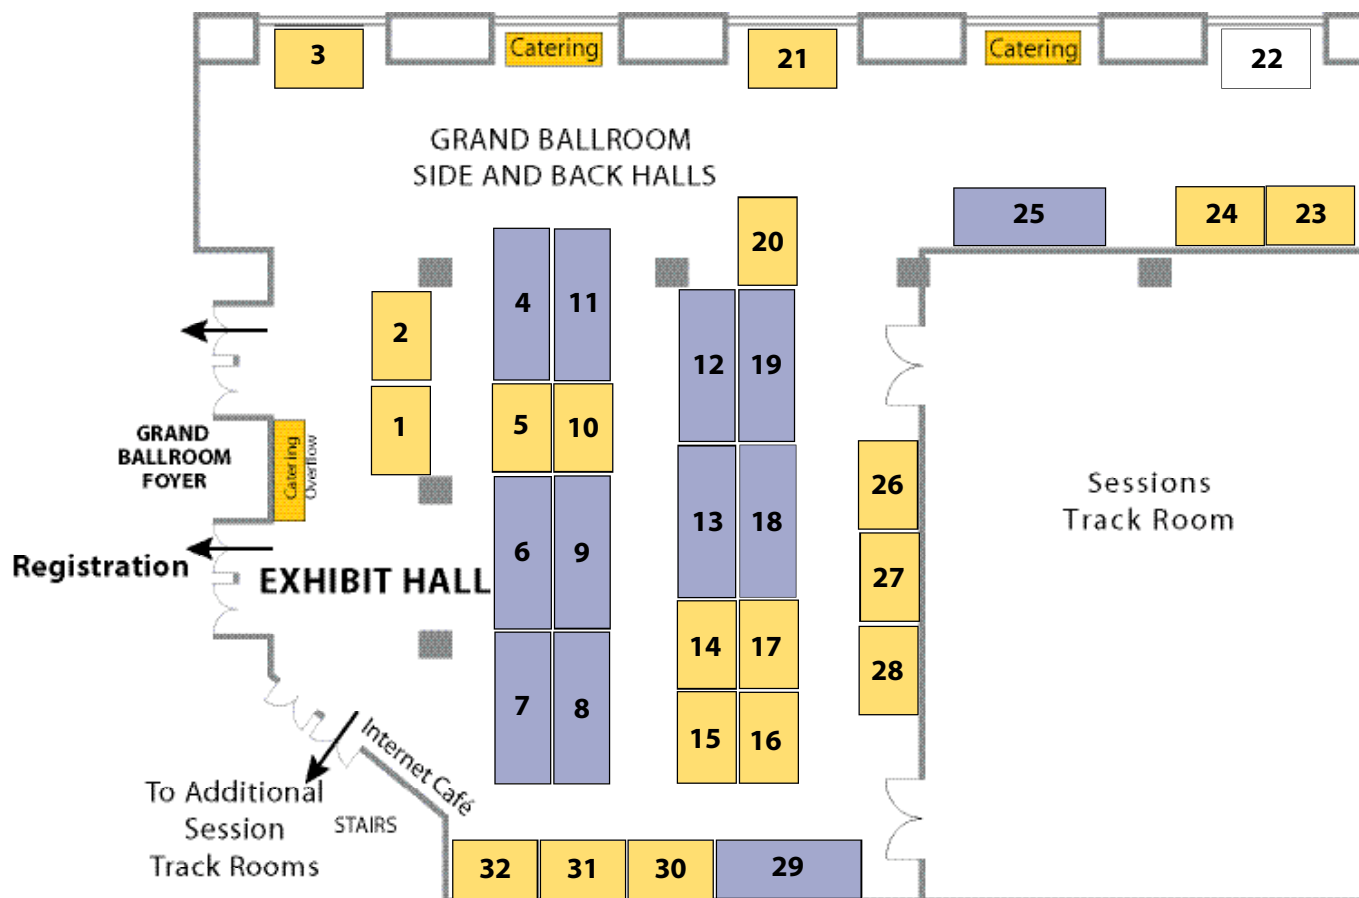 3
Catering
21
Catering
22
GRAND BALLROOM
SIDE AND BACK HALLS
25
24
23
20
4
11
2
12
19
1
5
10
GRAND
BALLROOM
FOYER
Catering
Overflow
26
Sessions
Track Room
13
18
6
9
27
Registration
EXHIBIT HALL
14
17
28
7
8
15
16
Internet Café
To Additional
Session
Track Rooms
STAIRS
32
31
30
29